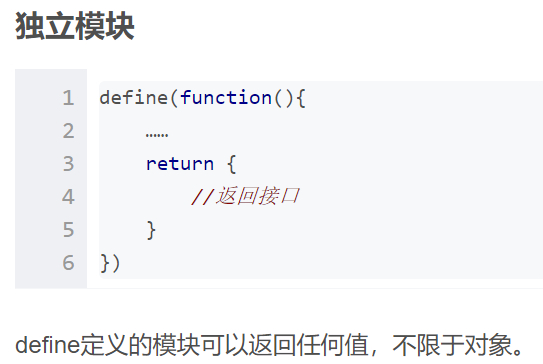 独立模块
1 define(function(){
2     ……
3     return {
4         //返回接口
5     }
6 })
define定义的模块可以返回任何值，不限于对象。